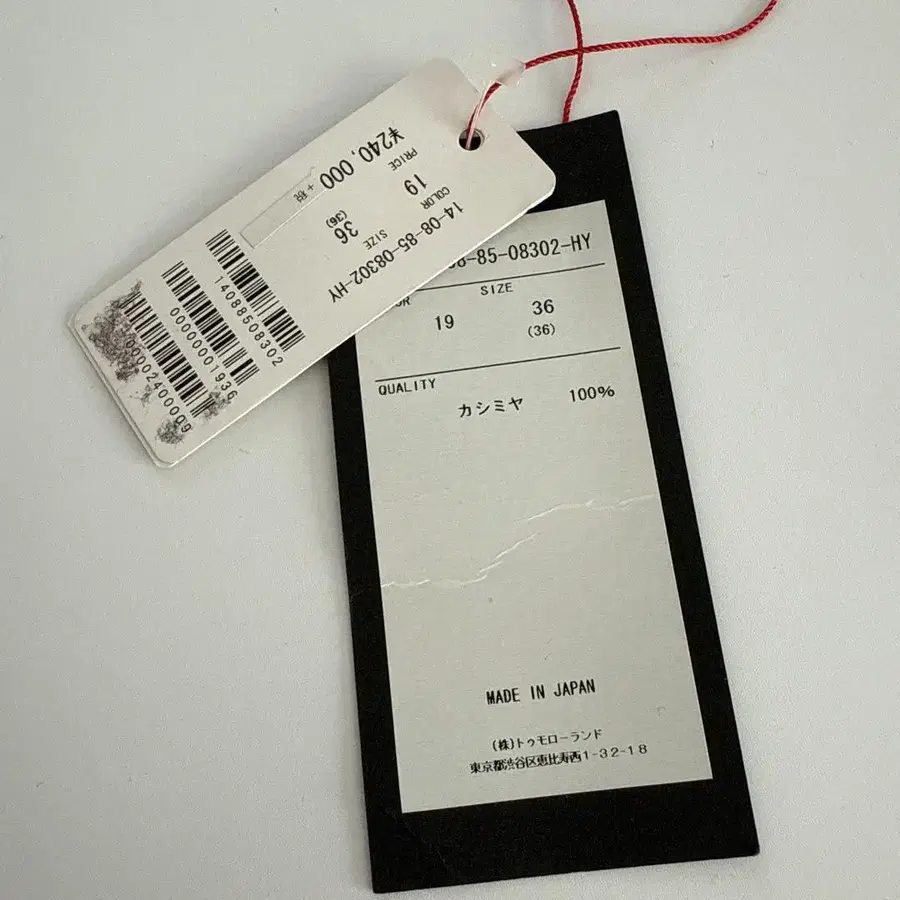 14-08-85-08302-HY
COLOR SIZE
19 36
(36)
PRICE
¥240,000 + 税
14088508302
0000001936
-85-08302-HY
SIZE
19 36
(36)
QUALITY
カシミヤ 100%
MADE IN JAPAN
(株)トゥモローランド
東京都渋谷区恵比寿西1-32-18